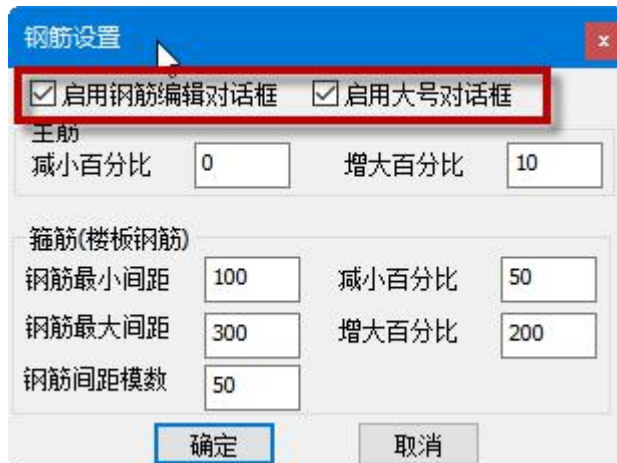 钢筋设置 x
启用钢筋编辑对话框 启用大号对话框
主筋
减小百分比 0 增大百分比 10
箍筋(楼板钢筋)
钢筋最小间距 100 减小百分比 50
钢筋最大间距 300 增大百分比 200
钢筋间距模数 50
确定 取消